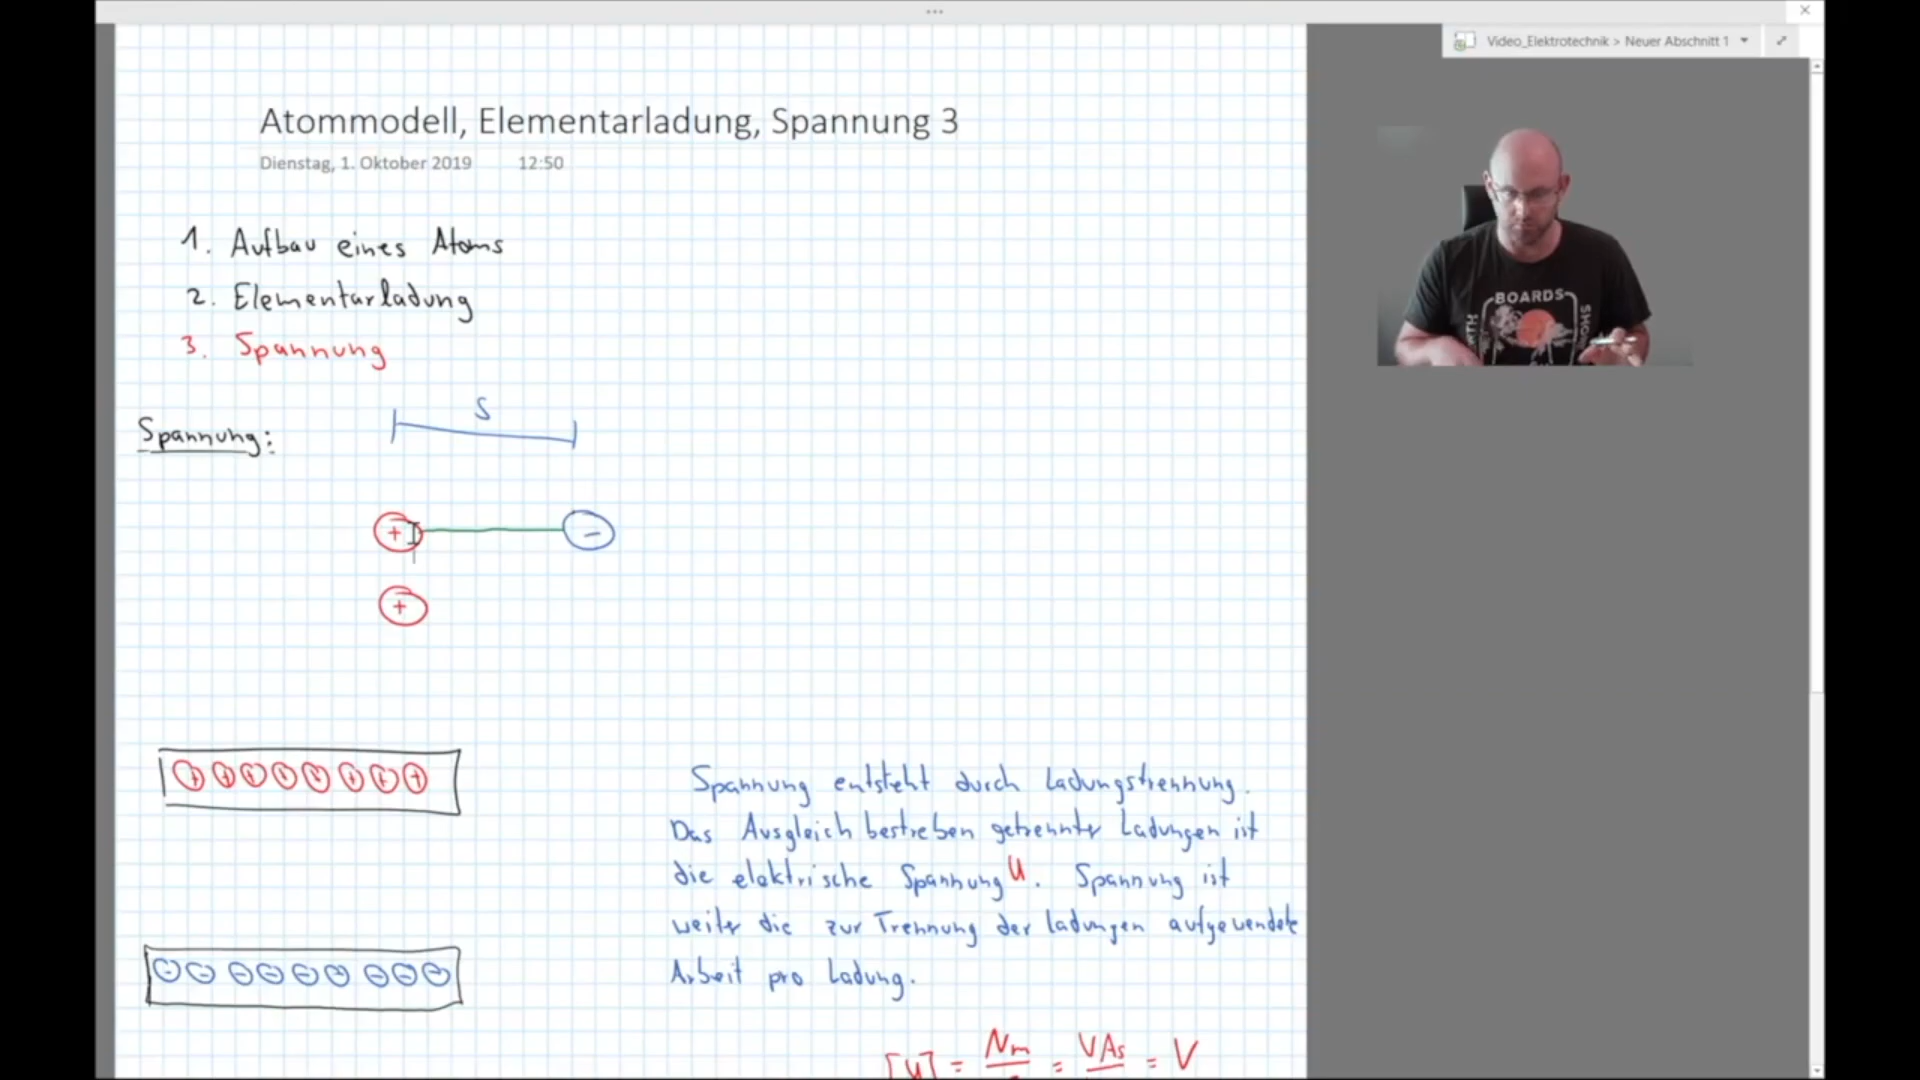 Video_Elektrotechnik > Neuer Abschnitt 1
Atommodell, Elementarladung, Spannung 3
Dienstag, 1. Oktober 2019 12:50
1. Aufbau eines Atoms
2. Elementarladung
3. Spannung
S
Spannung:
+ -
+
+ + + + + + + +
- - - - - - - - -
Spannung entsteht durch Ladungstrennung.
Das Ausgleichbestreben getrennter Ladungen ist
die elektrische Spannung U. Spannung ist
weiter die zur Trennung der Ladungen aufgewendete
Arbeit pro Ladung.
[U] = Nm = VAs = V
BOARDS